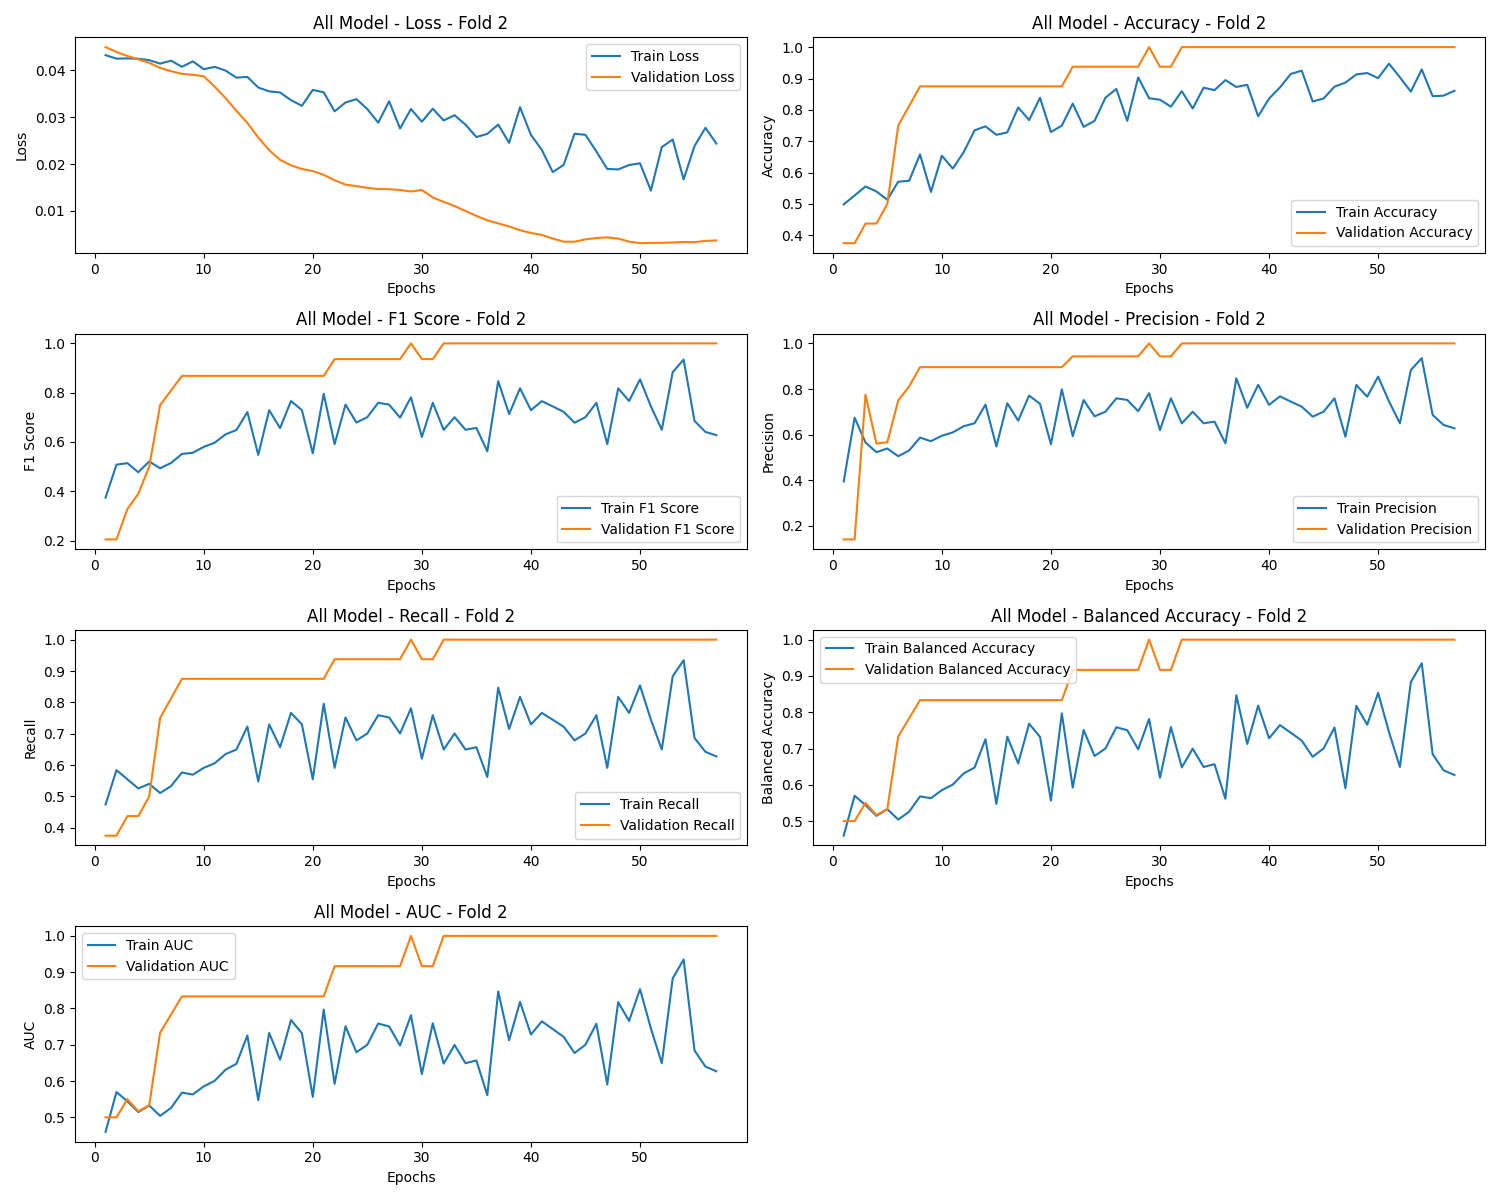 All Model - Loss - Fold 2
Loss
0.04
0.03
0.02
0.01
Train Loss
Validation Loss
0 10 20 30 40 50
Epochs
All Model - Accuracy - Fold 2
Accuracy
1.0
0.9
0.8
0.7
0.6
0.5
0.4
Train Accuracy
Validation Accuracy
0 10 20 30 40 50
Epochs
All Model - F1 Score - Fold 2
F1 Score
1.0
0.8
0.6
0.4
0.2
Train F1 Score
Validation F1 Score
0 10 20 30 40 50
Epochs
All Model - Precision - Fold 2
Precision
1.0
0.8
0.6
0.4
0.2
Train Precision
Validation Precision
0 10 20 30 40 50
Epochs
All Model - Recall - Fold 2
Recall
1.0
0.9
0.8
0.7
0.6
0.5
0.4
Train Recall
Validation Recall
0 10 20 30 40 50
Epochs
All Model - Balanced Accuracy - Fold 2
Balanced Accuracy
1.0
0.9
0.8
0.7
0.6
0.5
Train Balanced Accuracy
Validation Balanced Accuracy
0 10 20 30 40 50
Epochs
All Model - AUC - Fold 2
AUC
1.0
0.9
0.8
0.7
0.6
0.5
Train AUC
Validation AUC
0 10 20 30 40 50
Epochs